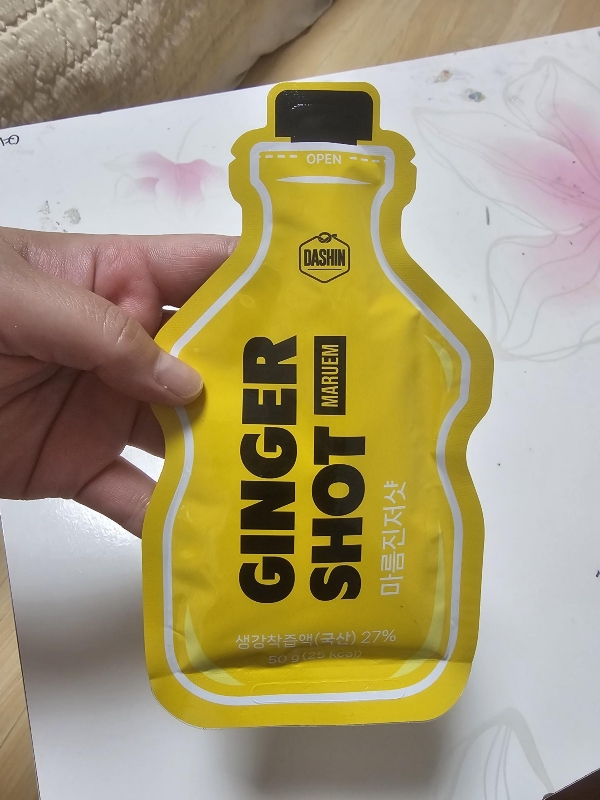 OPEN
DASHIN
GINGER
SHOT
MARUEM
마름진저샷
생강착즙액(국산) 27%
50 g (25 kcal)